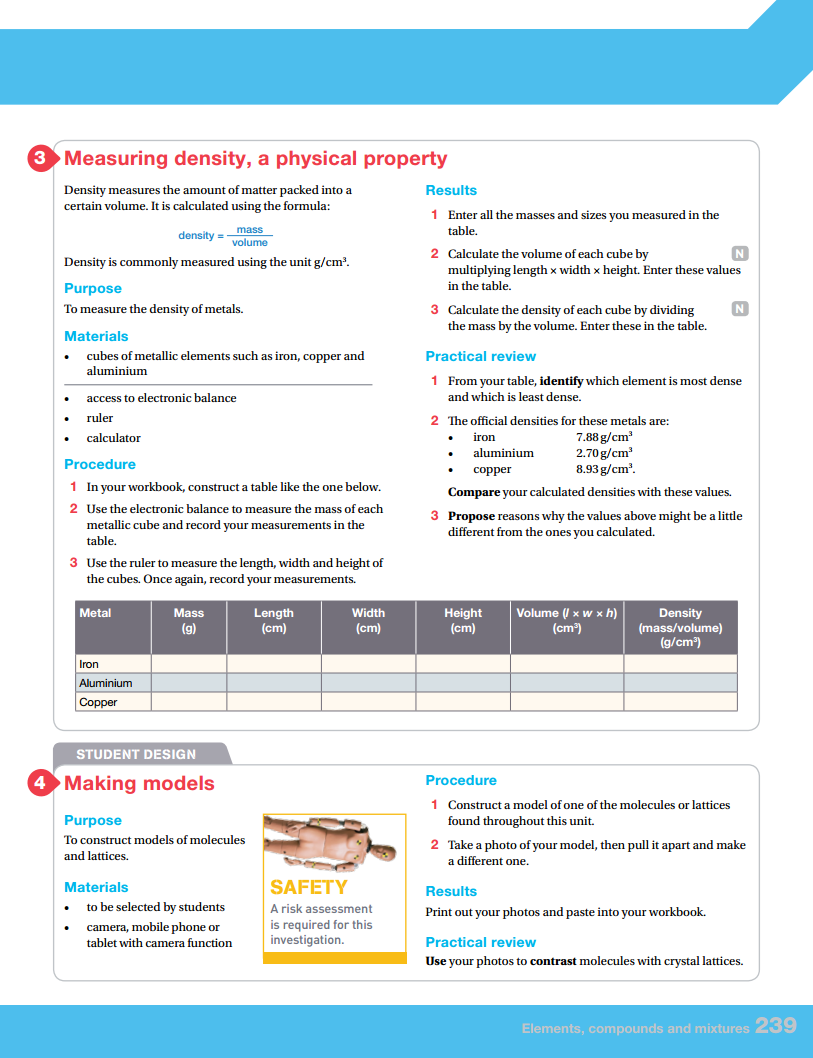 3 Measuring density, a physical property
Density measures the amount of matter packed into a
certain volume. It is calculated using the formula:
density = mass
volume
Density is commonly measured using the unit g/cm³.
Purpose
To measure the density of metals.
Materials
• cubes of metallic elements such as iron, copper and
aluminium
• access to electronic balance
• ruler
• calculator
Procedure
1 In your workbook, construct a table like the one below.
2 Use the electronic balance to measure the mass of each
metallic cube and record your measurements in the
table.
3 Use the ruler to measure the length, width and height of
the cubes. Once again, record your measurements.
Results
1 Enter all the masses and sizes you measured in the
table.
2 Calculate the volume of each cube by N
multiplying length × width × height. Enter these values
in the table.
3 Calculate the density of each cube by dividing N
the mass by the volume. Enter these in the table.
Practical review
1 From your table, identify which element is most dense
and which is least dense.
2 The official densities for these metals are:
• iron 7.88 g/cm³
• aluminium 2.70 g/cm³
• copper 8.93 g/cm³.
Compare your calculated densities with these values.
3 Propose reasons why the values above might be a little
different from the ones you calculated.
Metal Mass Length Width Height Volume (l × w × h) Density
(g) (cm) (cm) (cm) (cm³) (mass/volume)
(g/cm³)
Iron
Aluminium
Copper
STUDENT DESIGN
4 Making models
Purpose
To construct models of molecules
and lattices.
Materials
• to be selected by students
• camera, mobile phone or
tablet with camera function
SAFETY
A risk assessment
is required for this
investigation.
Procedure
1 Construct a model of one of the molecules or lattices
found throughout this unit.
2 Take a photo of your model, then pull it apart and make
a different one.
Results
Print out your photos and paste into your workbook.
Practical review
Use your photos to contrast molecules with crystal lattices.
Elements, compounds and mixtures 239